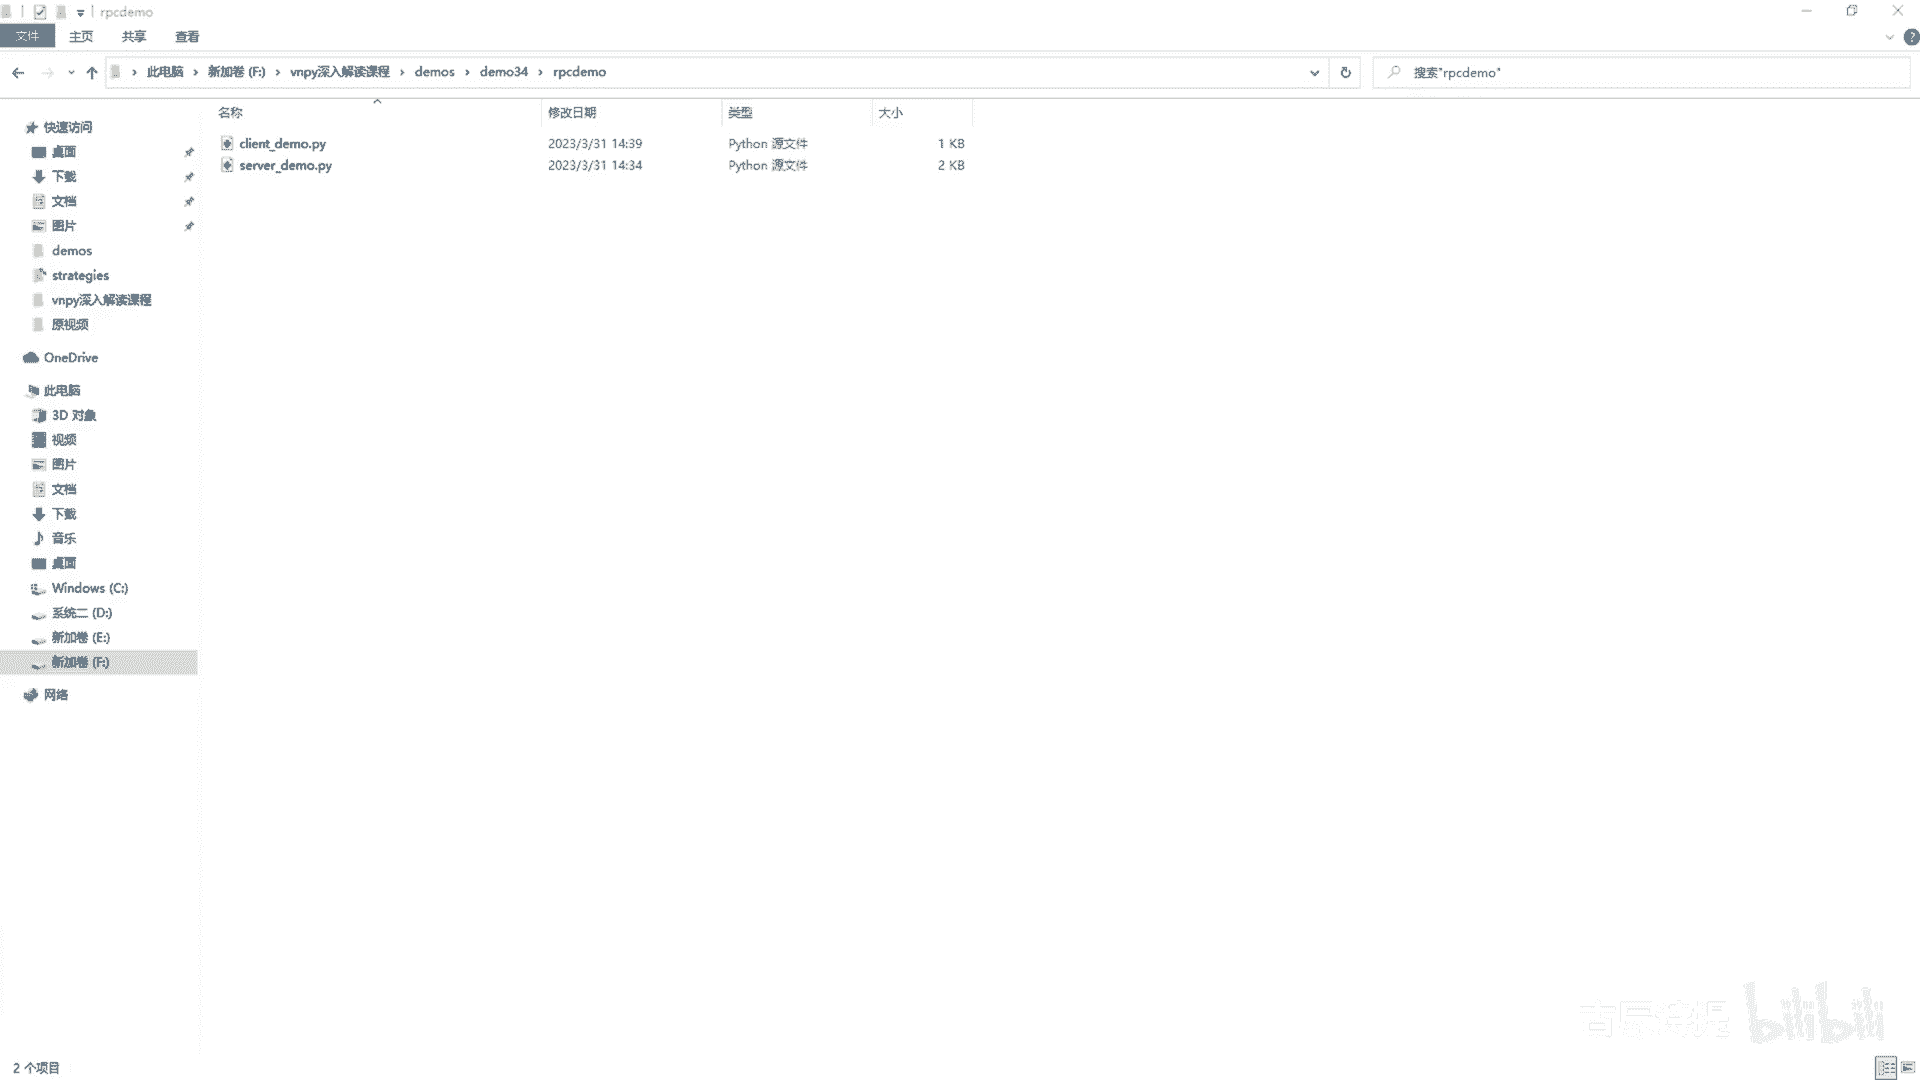 rpcdemo
文件 主页 共享 查看
此电脑 › 新加卷 (F:) › vnpy深入解读课程 › demos › demo34 › rpcdemo
搜索"rpcdemo"
名称 修改日期 类型 大小
client_demo.py 2023/3/31 14:39 Python 源文件 1 KB
server_demo.py 2023/3/31 14:34 Python 源文件 2 KB
快速访问
桌面
下载
文档
图片
demos
strategies
vnpy深入解读课程
原视频
OneDrive
此电脑
3D 对象
视频
图片
文档
下载
音乐
桌面
Windows (C:)
系统二 (D:)
新加卷 (E:)
新加卷 (F:)
网络
bilibili
2 个项目